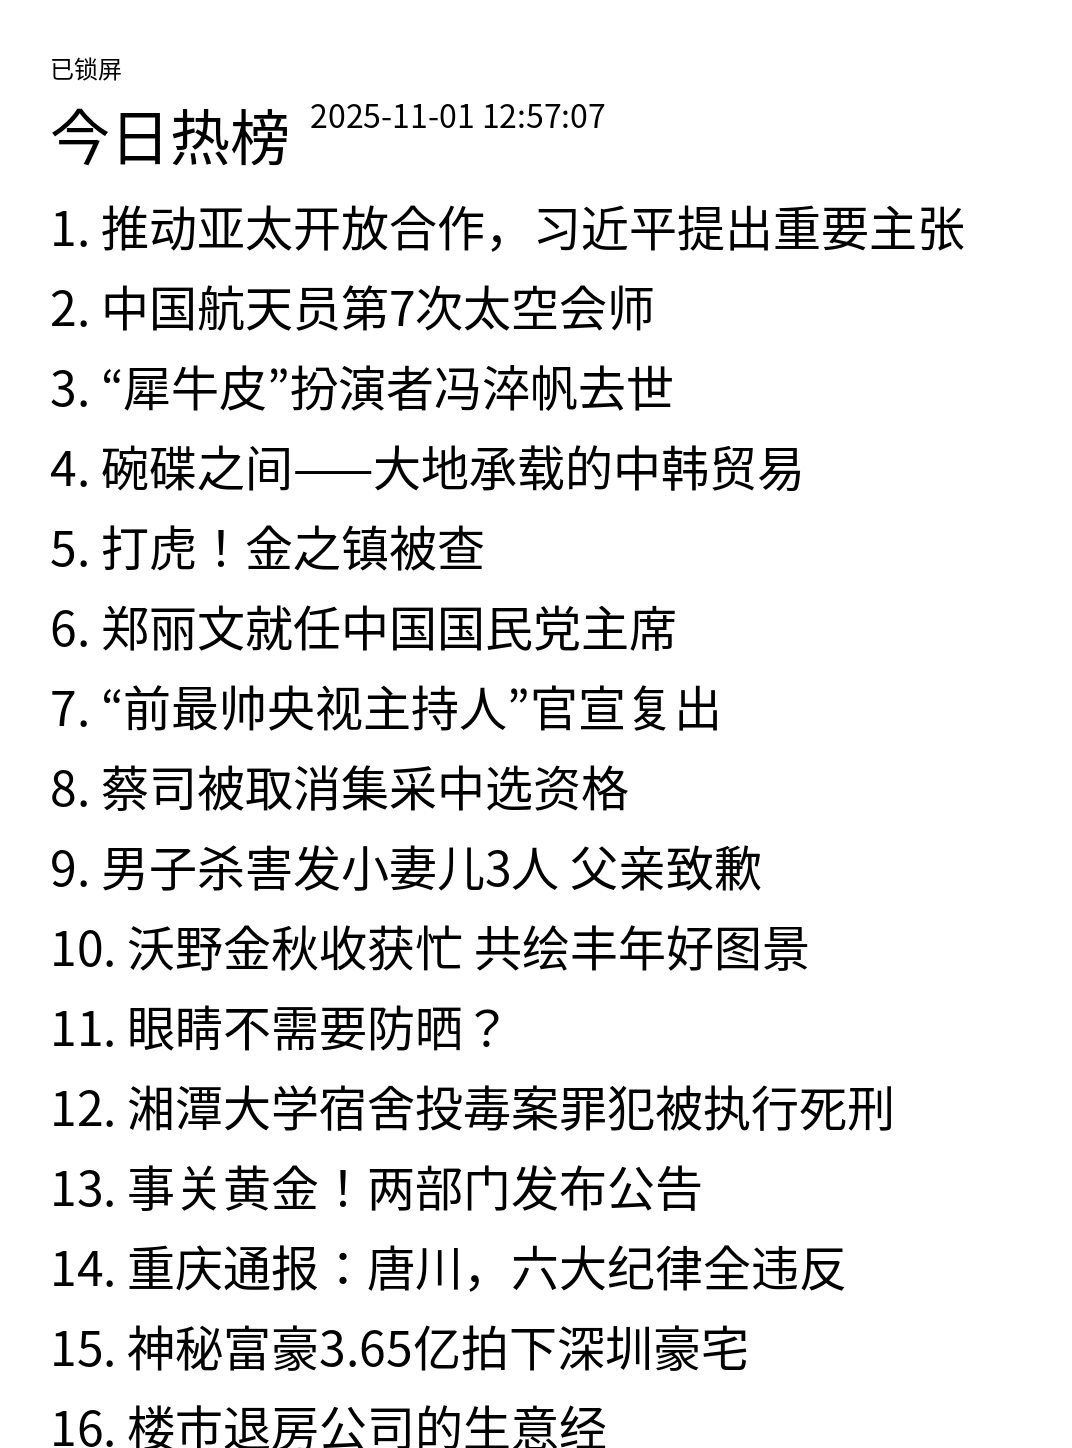 已锁屏
今日热榜 2025-11-01 12:57:07
1. 推动亚太开放合作，习近平提出重要主张
2. 中国航天员第7次太空会师
3. “犀牛皮”扮演者冯淬帆去世
4. 碗碟之间——大地承载的中韩贸易
5. 打虎！金之镇被查
6. 郑丽文就任中国国民党主席
7. “前最帅央视主持人”官宣复出
8. 蔡司被取消集采中选资格
9. 男子杀害发小妻儿3人 父亲致歉
10. 沃野金秋收获忙 共绘丰年好图景
11. 眼睛不需要防晒？
12. 湘潭大学宿舍投毒案罪犯被执行死刑
13. 事关黄金！两部门发布公告
14. 重庆通报：唐川，六大纪律全违反
15. 神秘富豪3.65亿拍下深圳豪宅
16. 楼市退房公司的生意经